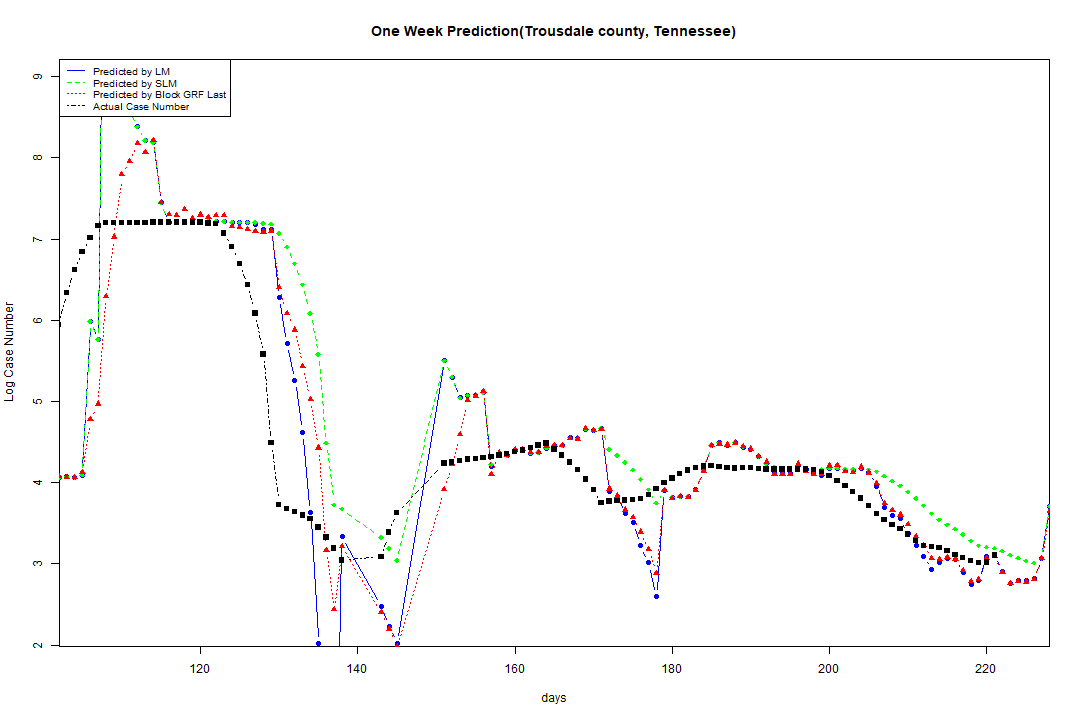 One Week Prediction(Trousdale county, Tennessee)
Predicted by LM
Predicted by SLM
Predicted by Block GRF Last
Actual Case Number
9
8
7
6
5
4
3
2
Log Case Number
120 140 160 180 200 220
days